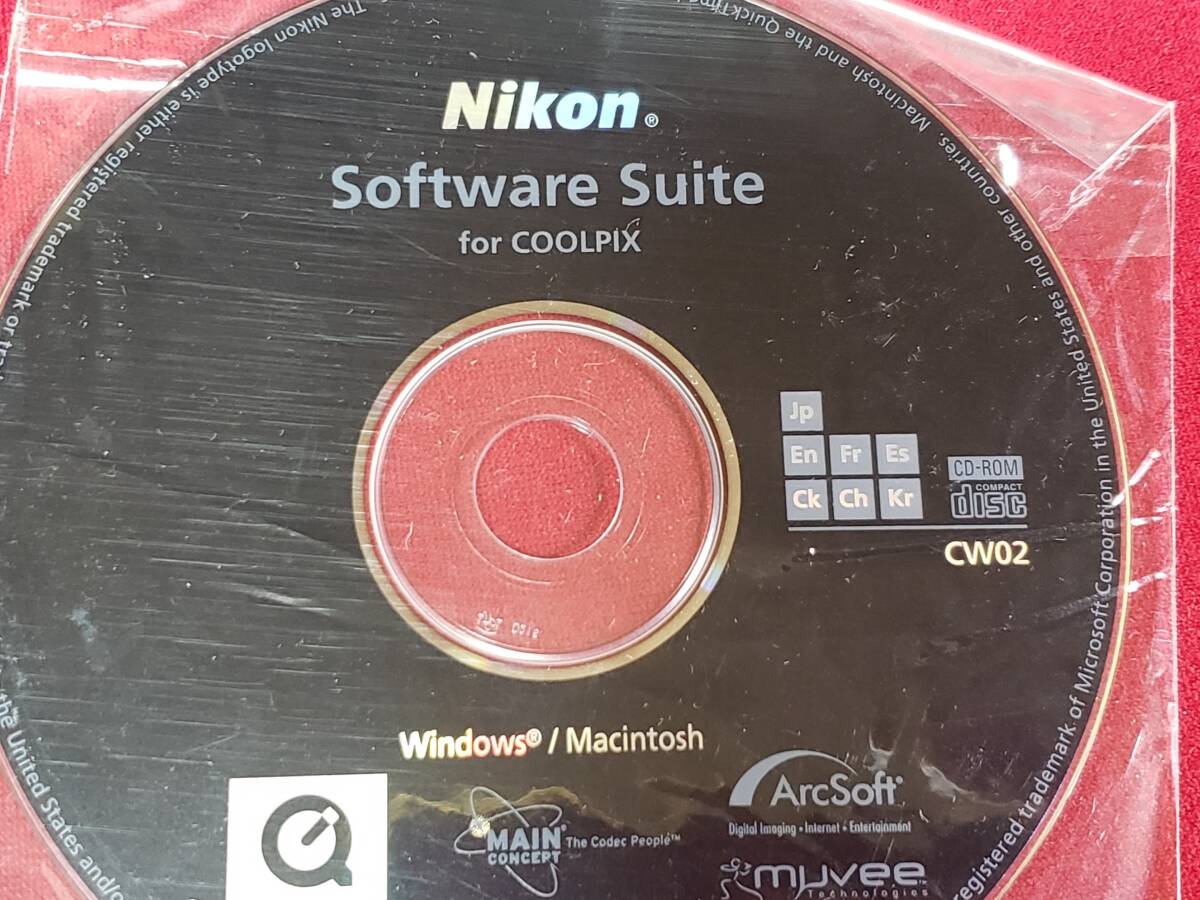 Nikon®
Software Suite
for COOLPIX
Jp
En Fr Es
Ck Ch Kr
CD-ROM
COMPACT
disc
CW02
Windows® / Macintosh
MAIN
CONCEPT®
The Codec People™
ArcSoft®
Digital Imaging • Internet • Entertainment
muvee
Technologies
The Nikon logotype is either registered trademark or
the United States and/o
Macintosh and the QuickTime
registered trademark of Microsoft Corporation in the United States and other countries.